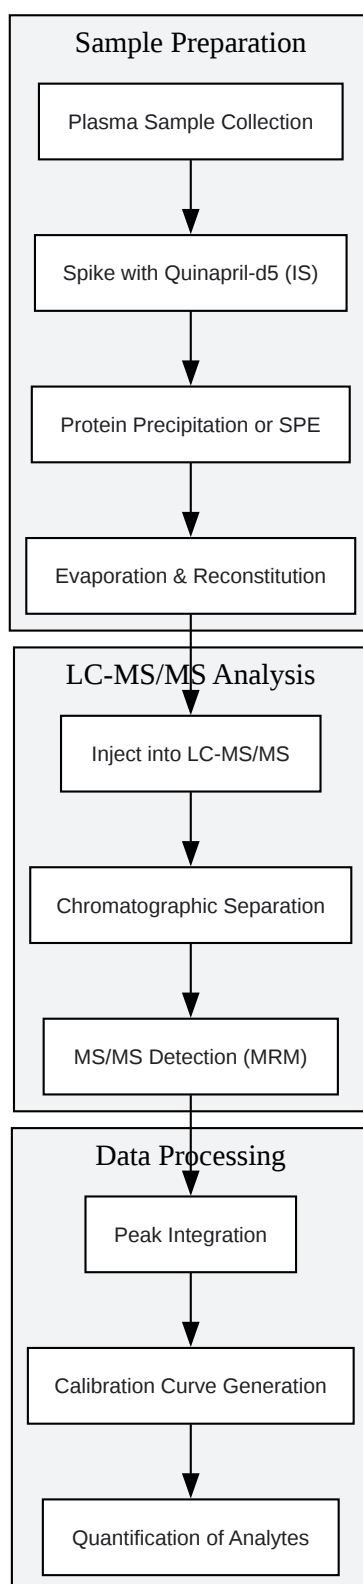 Sample Preparation
Plasma Sample Collection
Spike with Quinapril-d5 (IS)
Protein Precipitation or SPE
Evaporation & Reconstitution
LC-MS/MS Analysis
Inject into LC-MS/MS
Chromatographic Separation
MS/MS Detection (MRM)
Data Processing
Peak Integration
Calibration Curve Generation
Quantification of Analytes